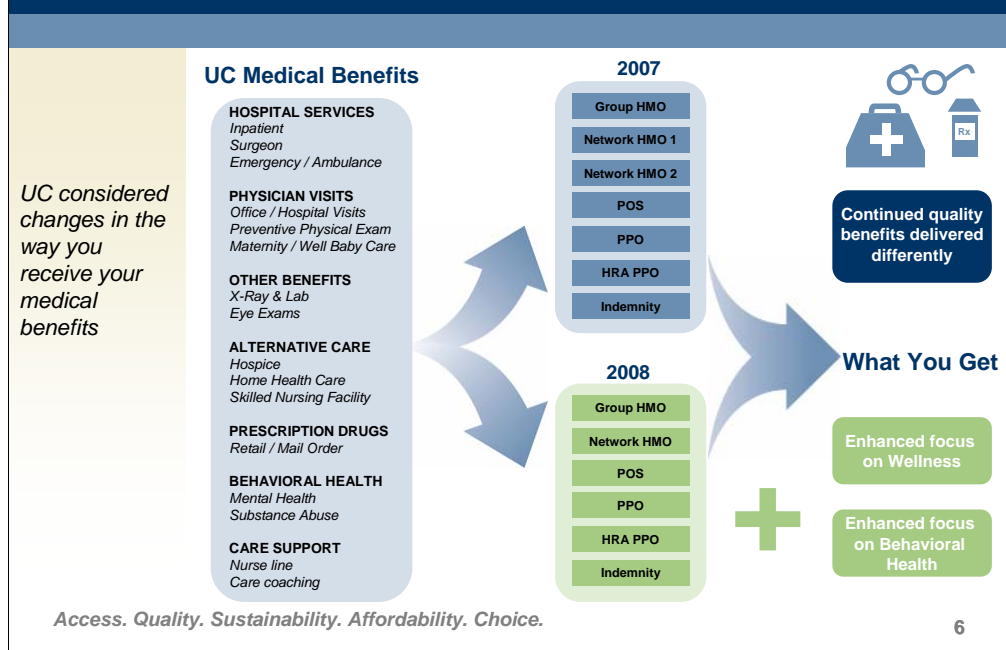 UC considered
changes in the
way you
receive your
medical
benefits
UC Medical Benefits
HOSPITAL SERVICES
Inpatient
Surgeon
Emergency / Ambulance
PHYSICIAN VISITS
Office / Hospital Visits
Preventive Physical Exam
Maternity / Well Baby Care
OTHER BENEFITS
X-Ray & Lab
Eye Exams
ALTERNATIVE CARE
Hospice
Home Health Care
Skilled Nursing Facility
PRESCRIPTION DRUGS
Retail / Mail Order
BEHAVIORAL HEALTH
Mental Health
Substance Abuse
CARE SUPPORT
Nurse line
Care coaching
2007
Group HMO
Network HMO 1
Network HMO 2
POS
PPO
HRA PPO
Indemnity
2008
Group HMO
Network HMO
POS
PPO
HRA PPO
Indemnity
Rx
Continued quality
benefits delivered
differently
What You Get
Enhanced focus
on Wellness
Enhanced focus
on Behavioral
Health
Access. Quality. Sustainability. Affordability. Choice.
6